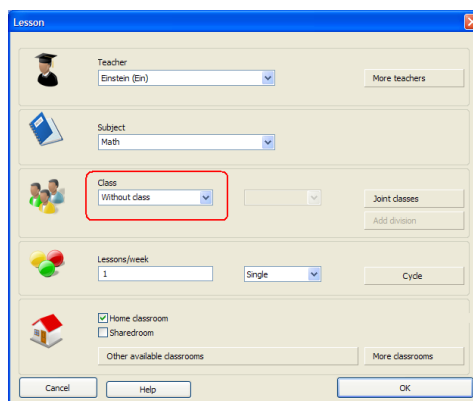 Lesson
Teacher
Einstein (Ein)
More teachers
Subject
Math
Class
Without class
Joint classes
Add division
Lessons/week
1
Single
Cycle
Home classroom
Sharedroom
Other available classrooms
More classrooms
Cancel
Help
OK